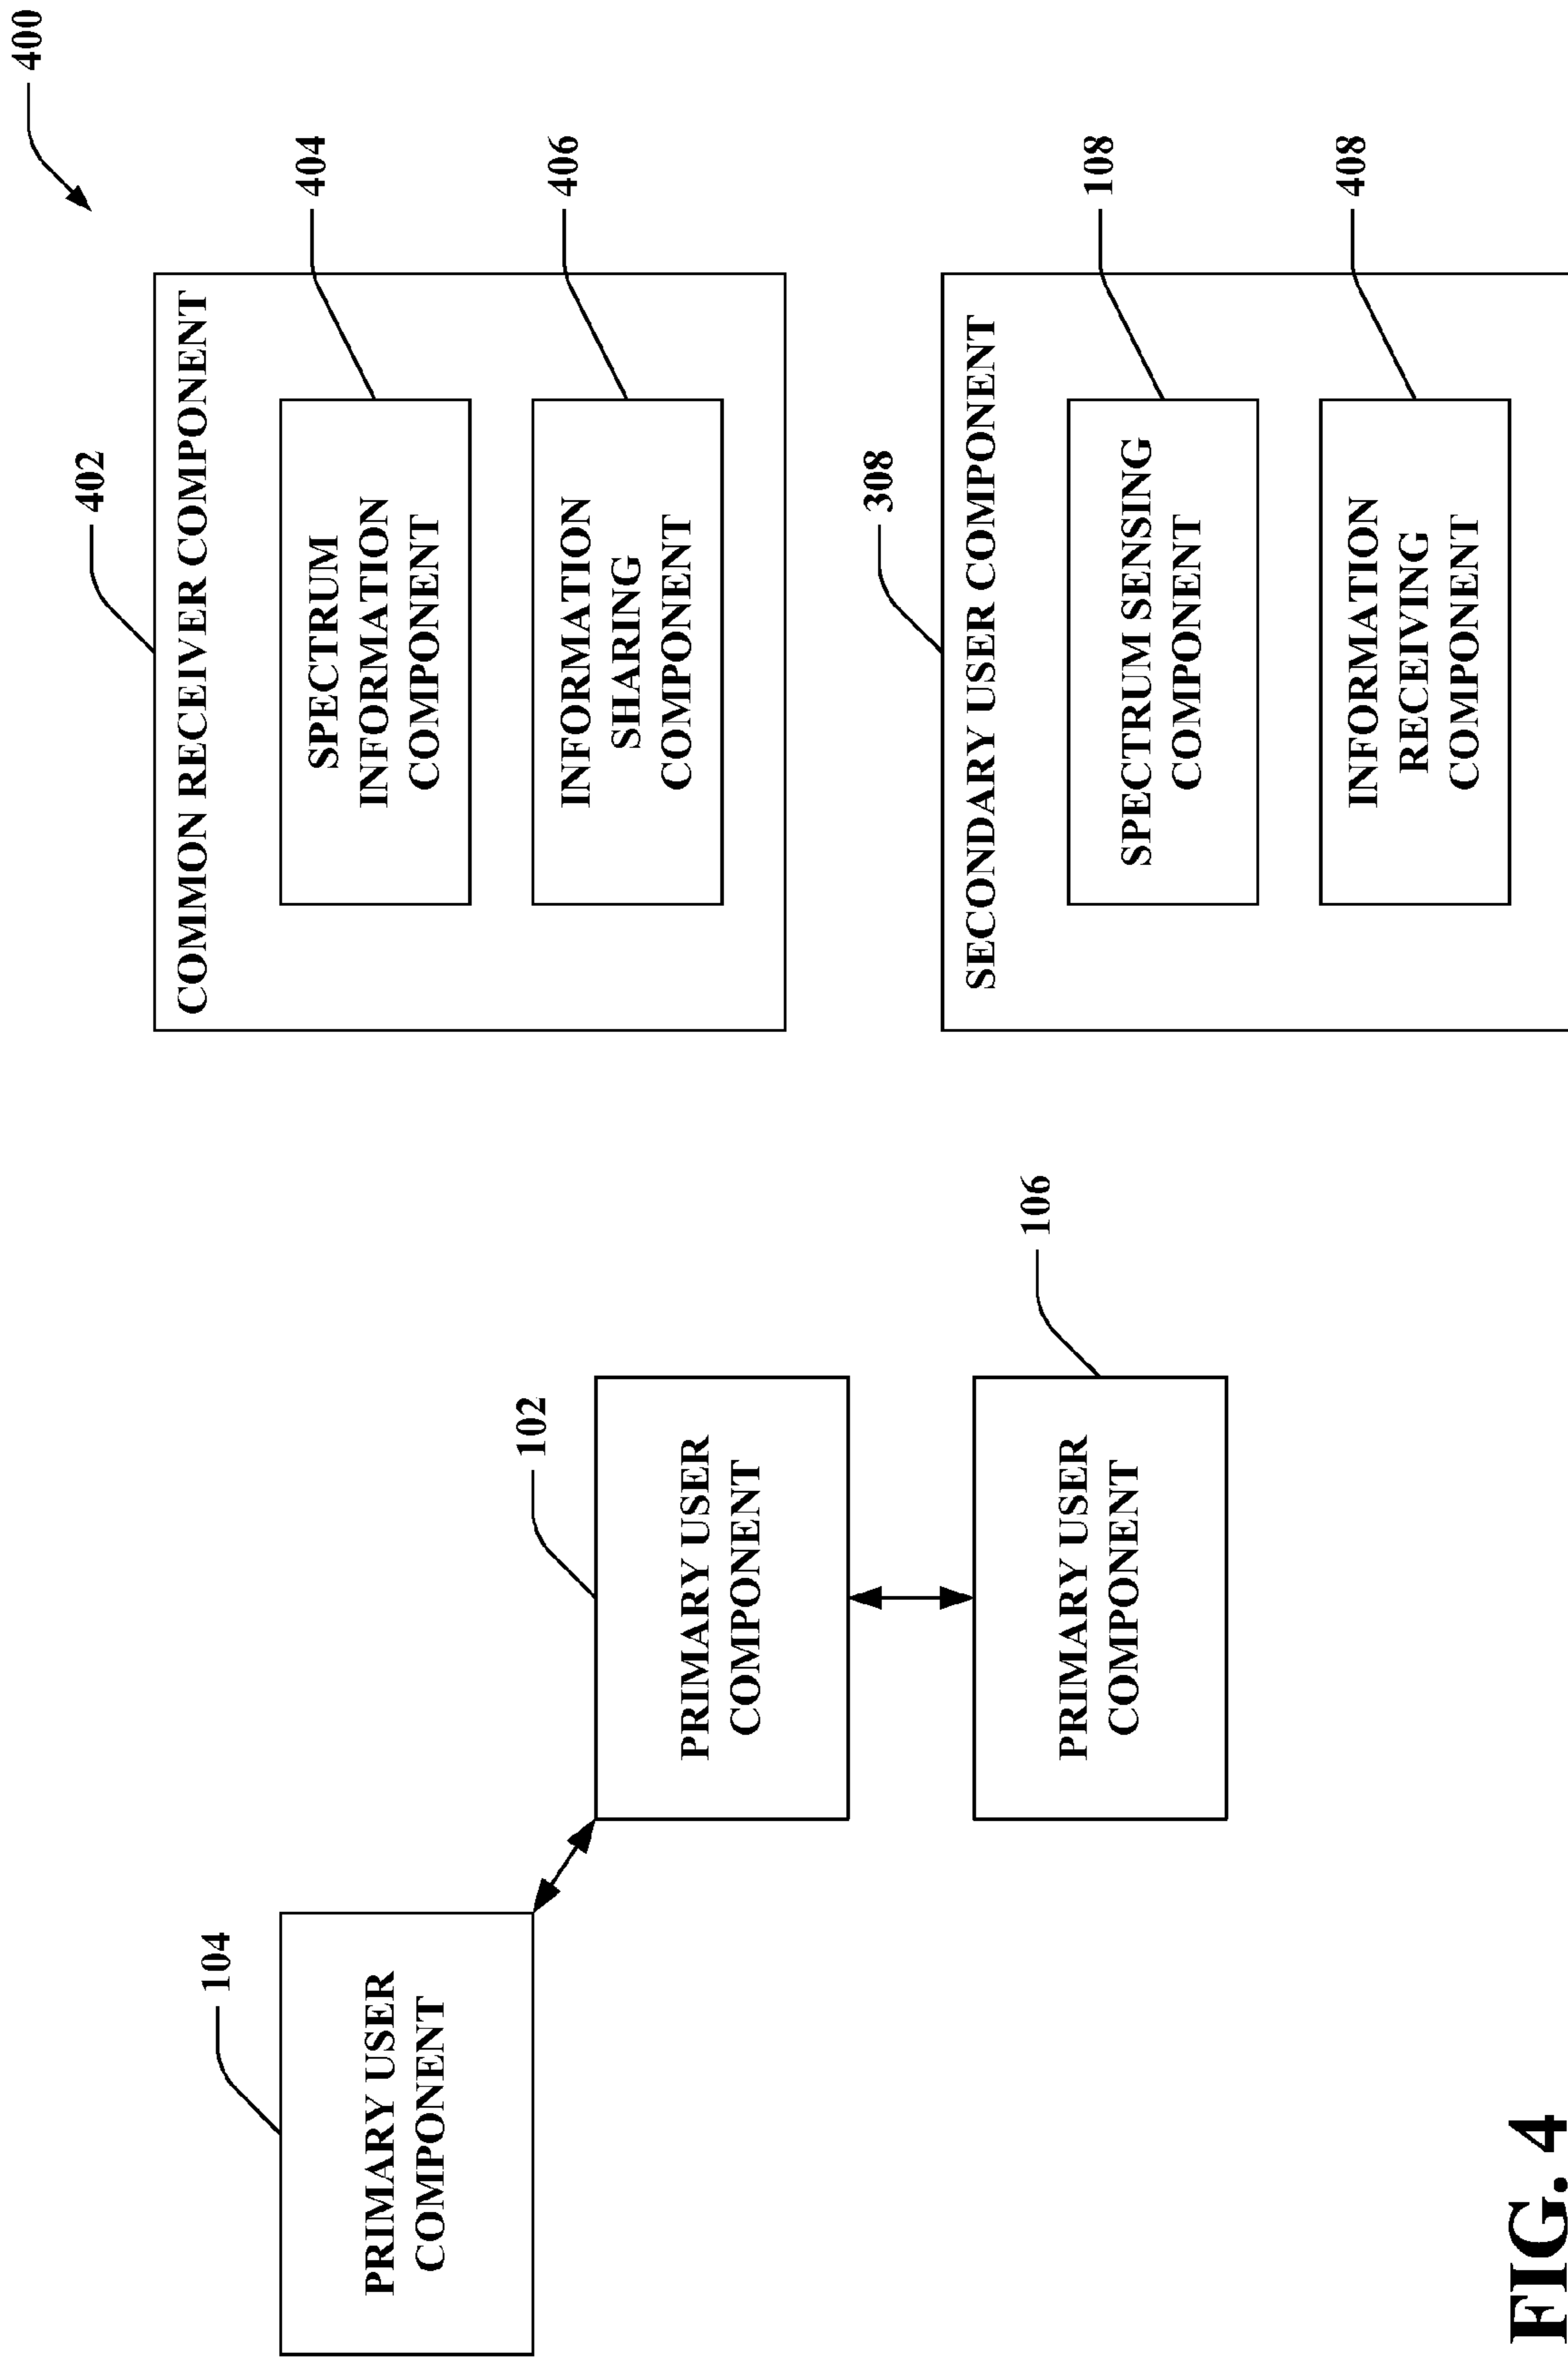 400
402
COMMON RECEIVER COMPONENT
SPECTRUM
INFORMATION
COMPONENT
404
INFORMATION
SHARING
COMPONENT
406
104
PRIMARY USER
COMPONENT
102
PRIMARY USER
COMPONENT
PRIMARY USER
COMPONENT
106
308
SECONDARY USER COMPONENT
SPECTRUM SENSING
COMPONENT
108
INFORMATION
RECEIVING
COMPONENT
408
FIG. 4